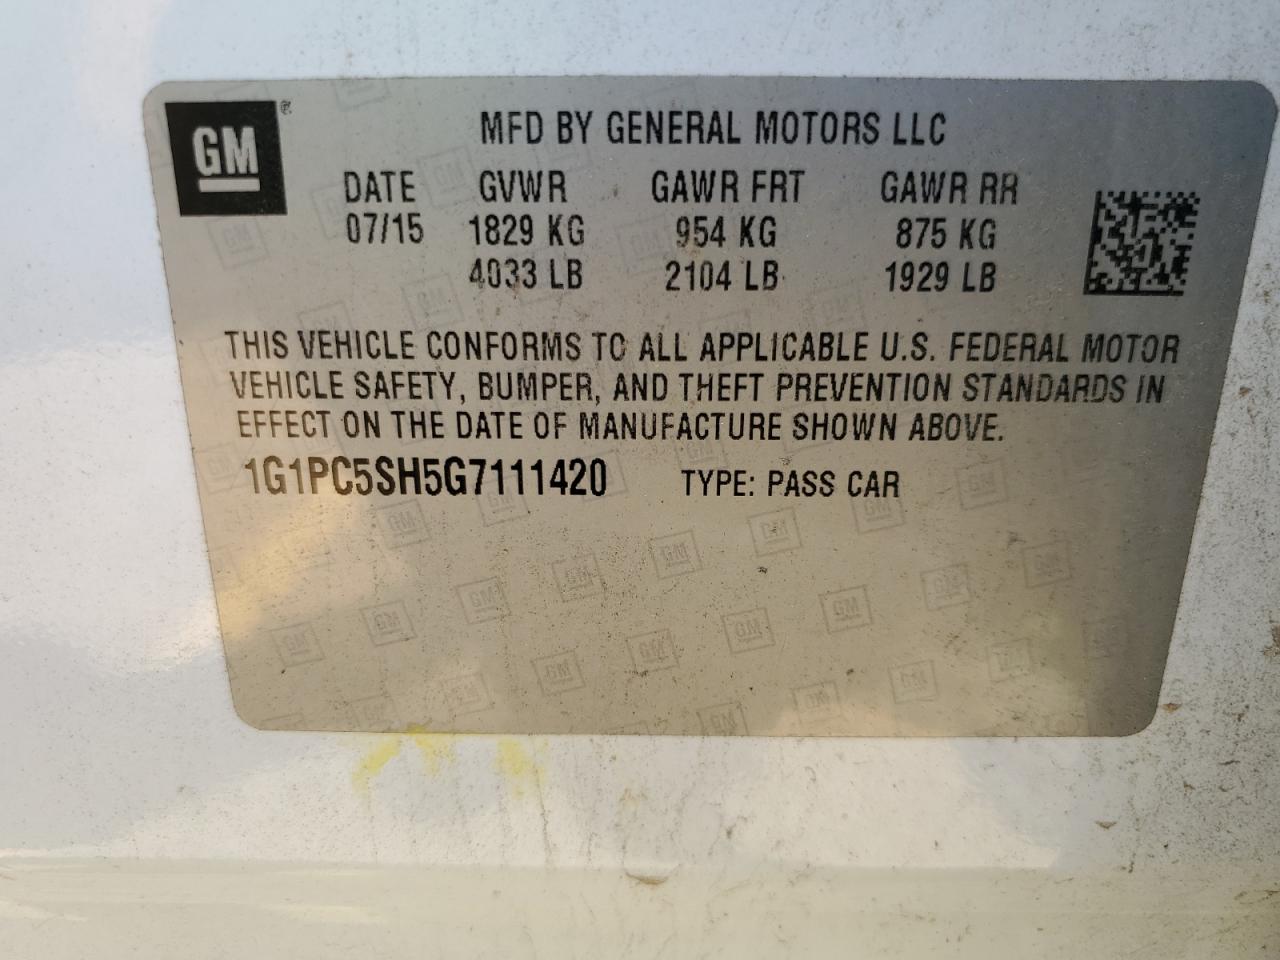 GM
MFD BY GENERAL MOTORS LLC
DATE GVWR GAWR FRT GAWR RR
07/15 1829 KG 954 KG 875 KG
4033 LB 2104 LB 1929 LB
THIS VEHICLE CONFORMS TO ALL APPLICABLE U.S. FEDERAL MOTOR
VEHICLE SAFETY, BUMPER, AND THEFT PREVENTION STANDARDS IN
EFFECT ON THE DATE OF MANUFACTURE SHOWN ABOVE.
1G1PC5SH5G7111420 TYPE: PASS CAR